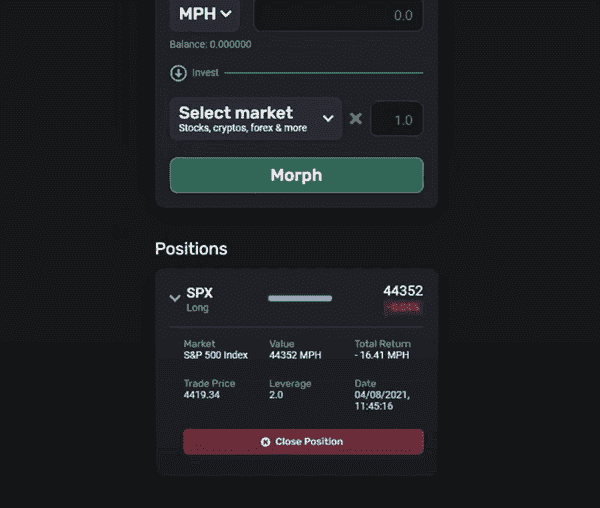 MPH
0.0
Balance: 0.000000
Invest
Select market
Stocks, cryptos, forex & more
1.0
Morph
Positions
SPX
44352
Long
Market
Value
Total Return
S&P 500 Index
44352 MPH
- 16.41 MPH
Trade Price
Leverage
Date
4419.34
2.0
04/08/2021,
11:45:16
Close Position